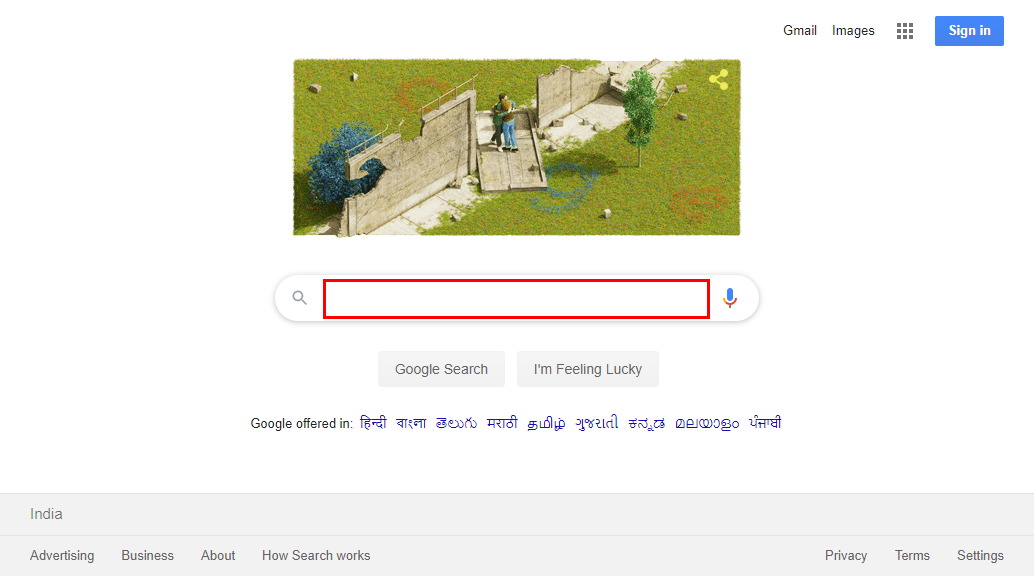 Gmail Images Sign in
Google Search I'm Feeling Lucky
Google offered in: हिन्दी বাংলা తెలుగు मराठी தமிழ் ગુજરાતી ಕನ್ನಡ മലയാളം ਪੰਜਾਬੀ
India
Advertising Business About How Search works Privacy Terms Settings